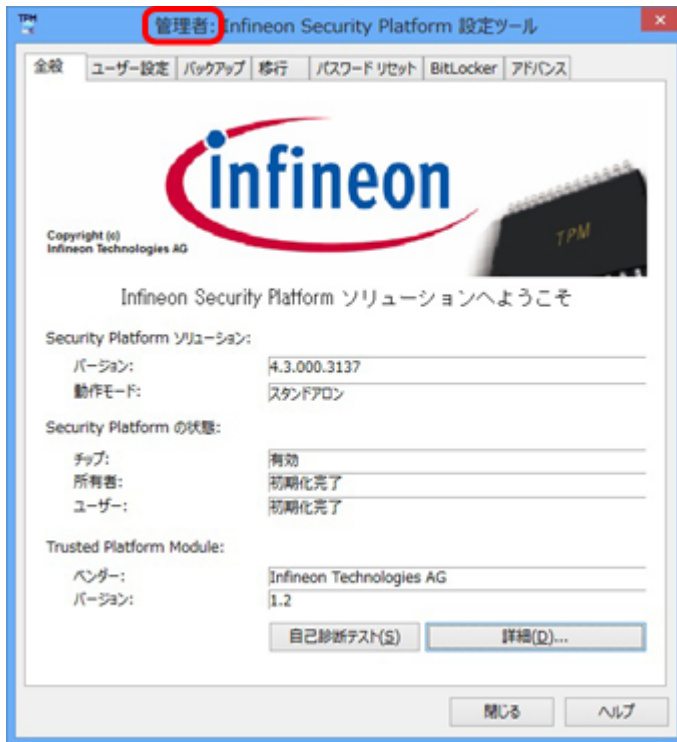 TPM
管理者: Infineon Security Platform 設定ツール
全般 ユーザー設定 バックアップ 移行 パスワード リセット BitLocker アドバンス
infineon
TPM
Copyright (c)
Infineon Technologies AG
Infineon Security Platform ソリューションへようこそ
Security Platform ソリューション:
バージョン: 4.3.000.3137
動作モード: スタンドアロン
Security Platform の状態:
チップ: 有効
所有者: 初期化完了
ユーザー: 初期化完了
Trusted Platform Module:
ベンダー: Infineon Technologies AG
バージョン: 1.2
自己診断テスト(S) 詳細(D)...
閉じる ヘルプ